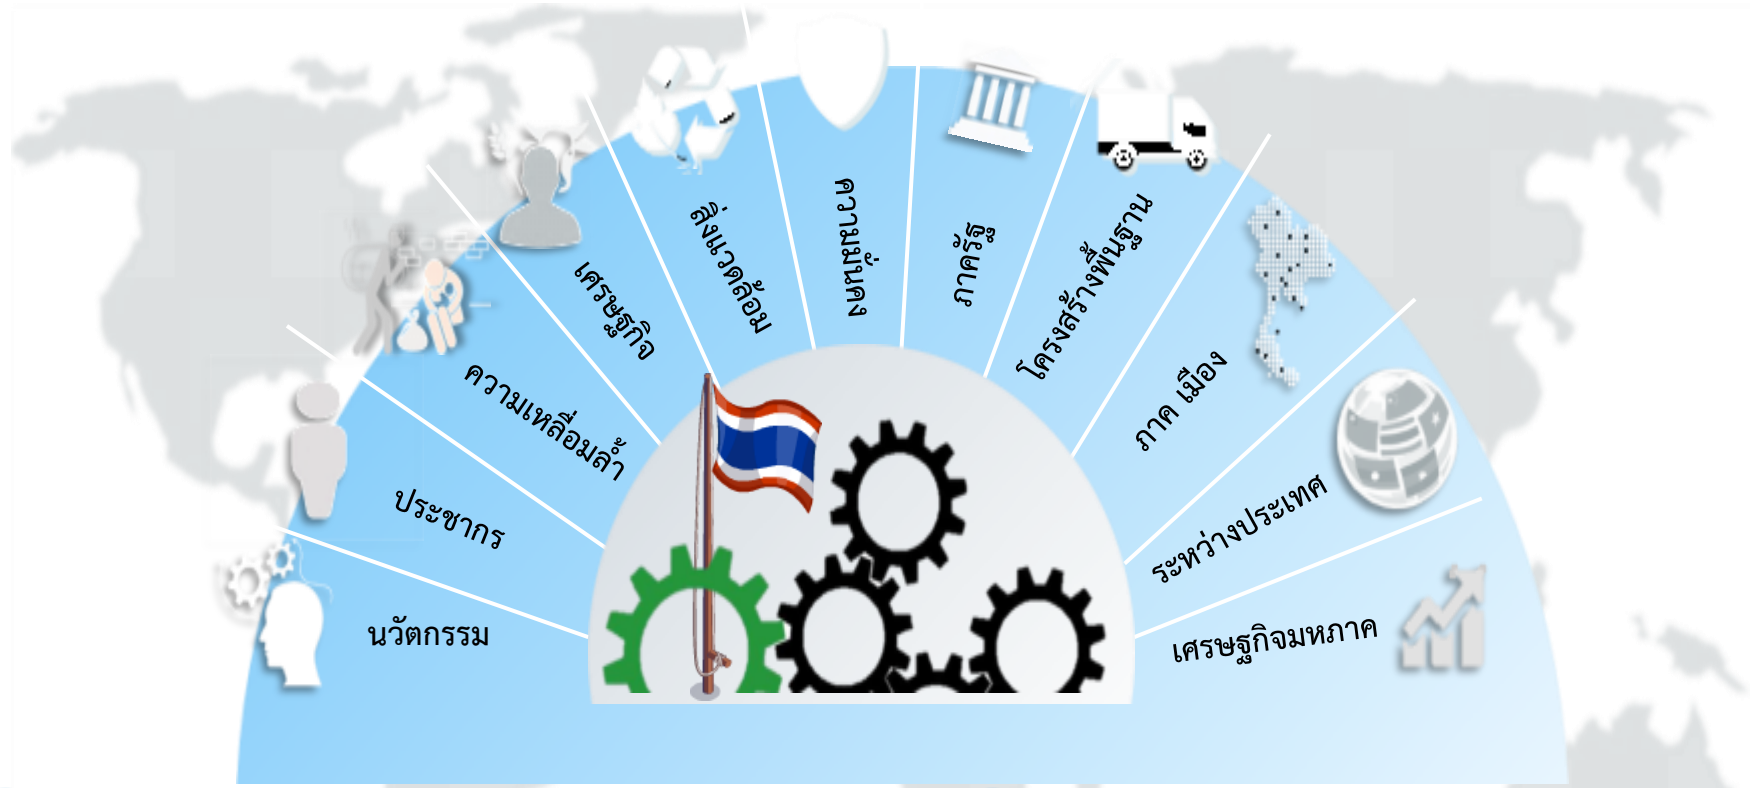 นวัตกรรม
ประชากร
ความเหลื่อมล้ำ
เศรษฐกิจ
สิ่งแวดล้อม
ความมั่นคง
ภาครัฐ
โครงสร้างพื้นฐาน
ภาค เมือง
ระหว่างประเทศ
เศรษฐกิจมหภาค